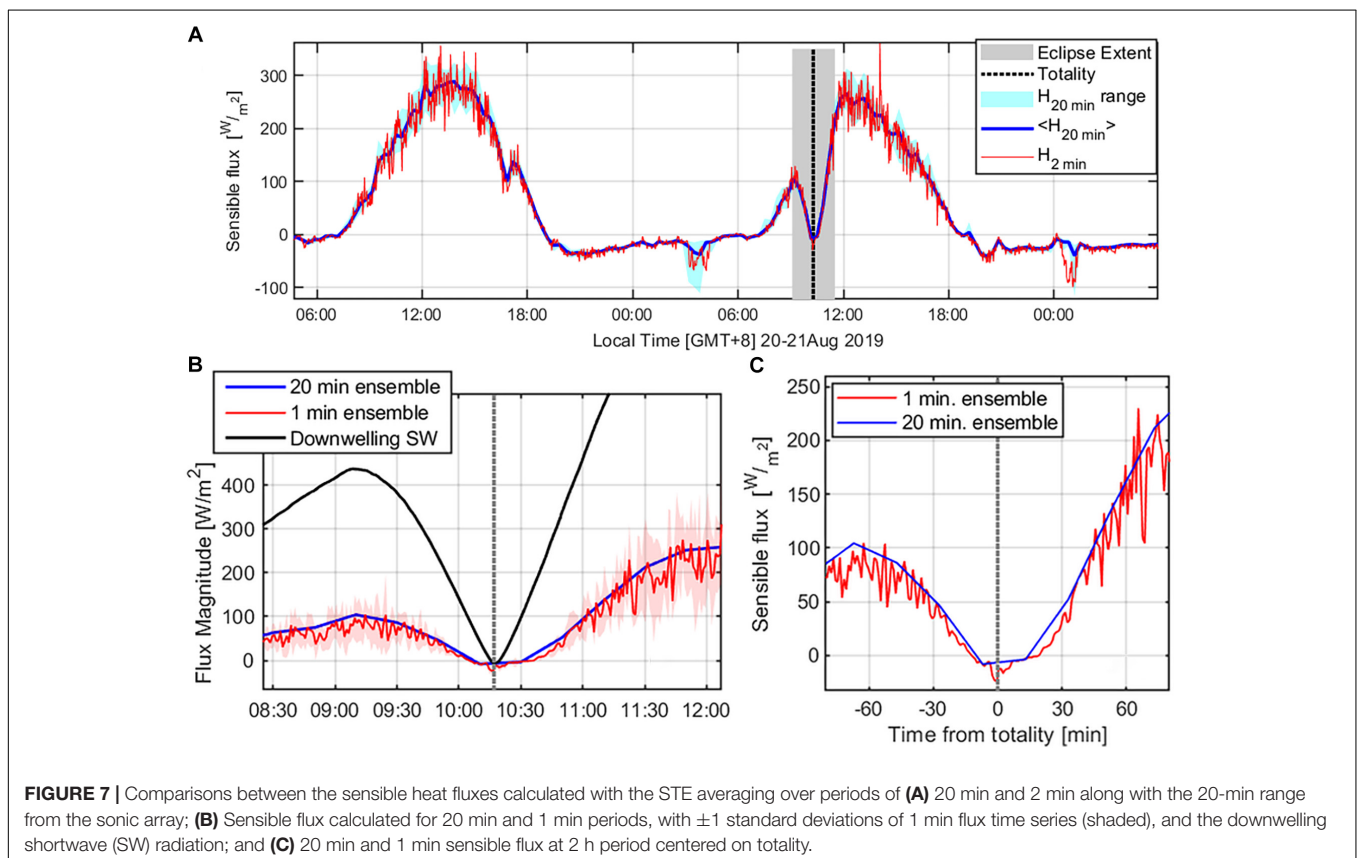 A
Sensible flux [W/m2]
300
200
100
0
-100
06:00 12:00 18:00 00:00 06:00 12:00 18:00 00:00
Local Time [GMT+8] 20-21Aug 2019
Eclipse Extent
Totality
H20 min range
<H20 min>
H2 min
B
20 min ensemble
1 min ensemble
Downwelling SW
Flux Magnitude [W/m2]
400
300
200
100
0
08:30 09:00 09:30 10:00 10:30 11:00 11:30 12:00
C
1 min. ensemble
20 min. ensemble
Sensible flux [W/m2]
250
200
150
100
50
0
-60 -30 0 30 60
Time from totality [min]
FIGURE 7 | Comparisons between the sensible heat fluxes calculated with the STE averaging over periods of (A) 20 min and 2 min along with the 20-min range
from the sonic array; (B) Sensible flux calculated for 20 min and 1 min periods, with ±1 standard deviations of 1 min flux time series (shaded), and the downwelling
shortwave (SW) radiation; and (C) 20 min and 1 min sensible flux at 2 h period centered on totality.